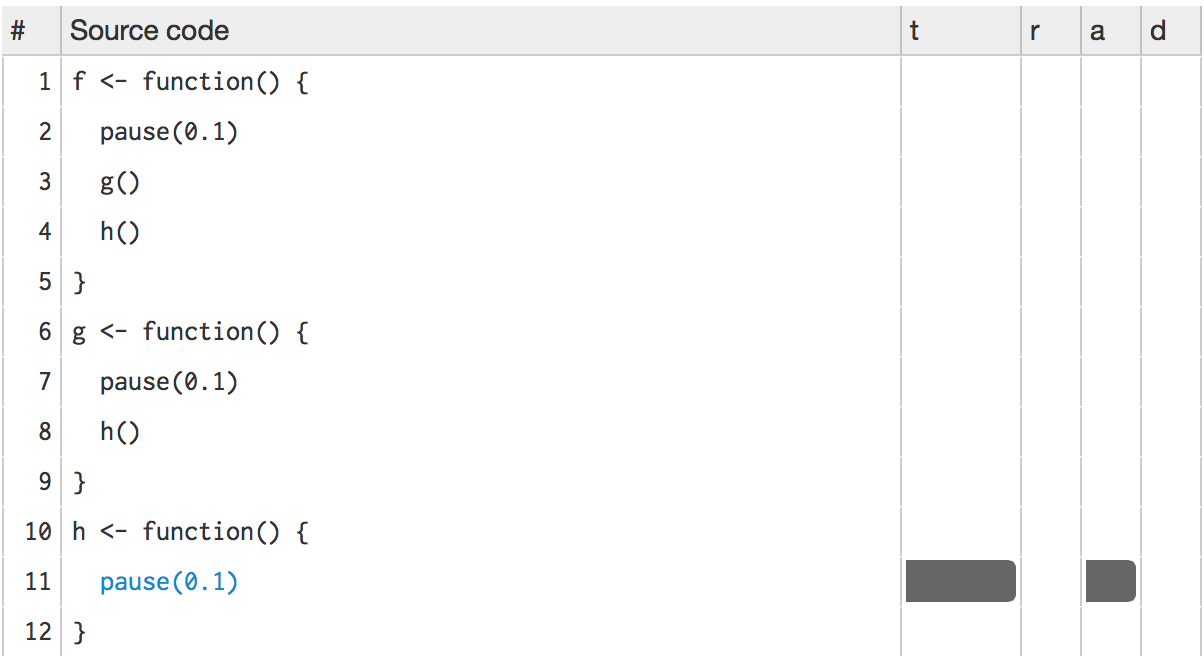 # Source code t r a d
1 f <- function() {
2 pause(0.1)
3 g()
4 h()
5 }
6 g <- function() {
7 pause(0.1)
8 h()
9 }
10 h <- function() {
11 pause(0.1)
12 }